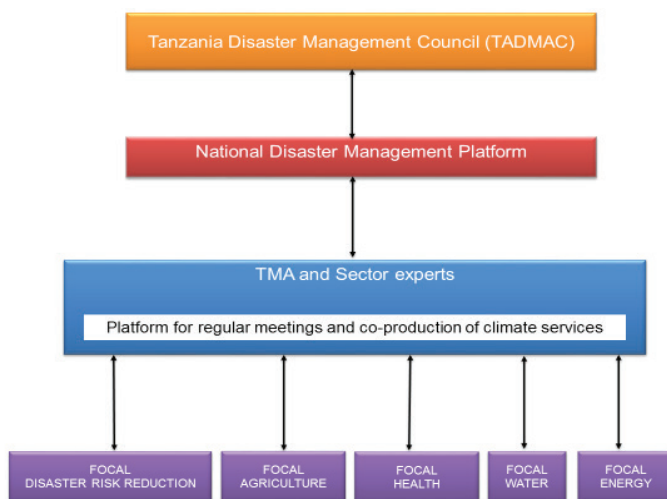 Tanzania Disaster Management Council (TADMAC)
National Disaster Management Platform
TMA and Sector experts
Platform for regular meetings and co-production of climate services
FOCAL
DISASTER RISK REDUCTION
FOCAL
AGRICULTURE
FOCAL
HEALTH
FOCAL
WATER
FOCAL
ENERGY